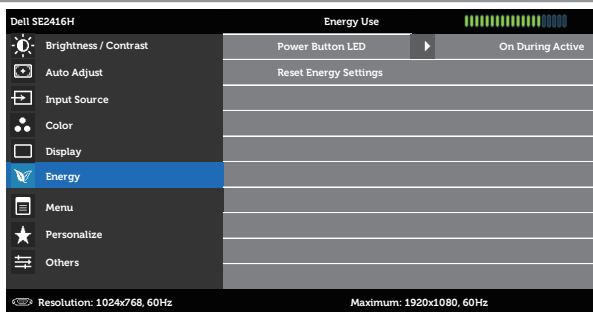 Dell SE2416H Energy Use
Brightness / Contrast Power Button LED On During Active
Auto Adjust Reset Energy Settings
Input Source
Color
Display
Energy
Menu
Personalize
Others
Resolution: 1024x768, 60Hz Maximum: 1920x1080, 60Hz